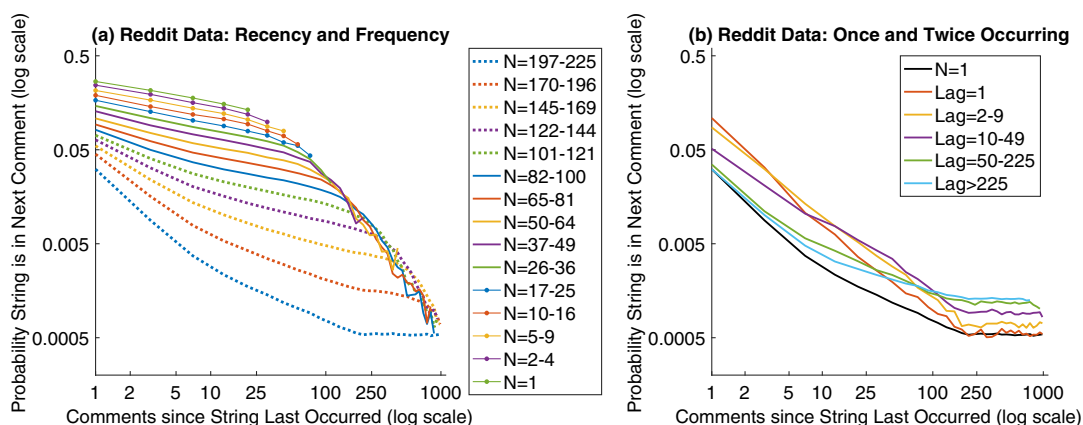 (a) Reddit Data: Recency and Frequency
Probability String is in Next Comment (log scale)
0.5
0.05
0.005
0.0005
1
2
5
10
25
100
250
1000
Comments since String Last Occurred (log scale)
N=197-225
N=170-196
N=145-169
N=122-144
N=101-121
N=82-100
N=65-81
N=50-64
N=37-49
N=26-36
N=17-25
N=10-16
N=5-9
N=2-4
N=1
(b) Reddit Data: Once and Twice Occurring
Probability String is in Next Comment (log scale)
0.5
0.05
0.005
0.0005
1
2
5
10
25
100
250
1000
Comments since String Last Occurred (log scale)
N=1
Lag=1
Lag=2-9
Lag=10-49
Lag=50-225
Lag>225